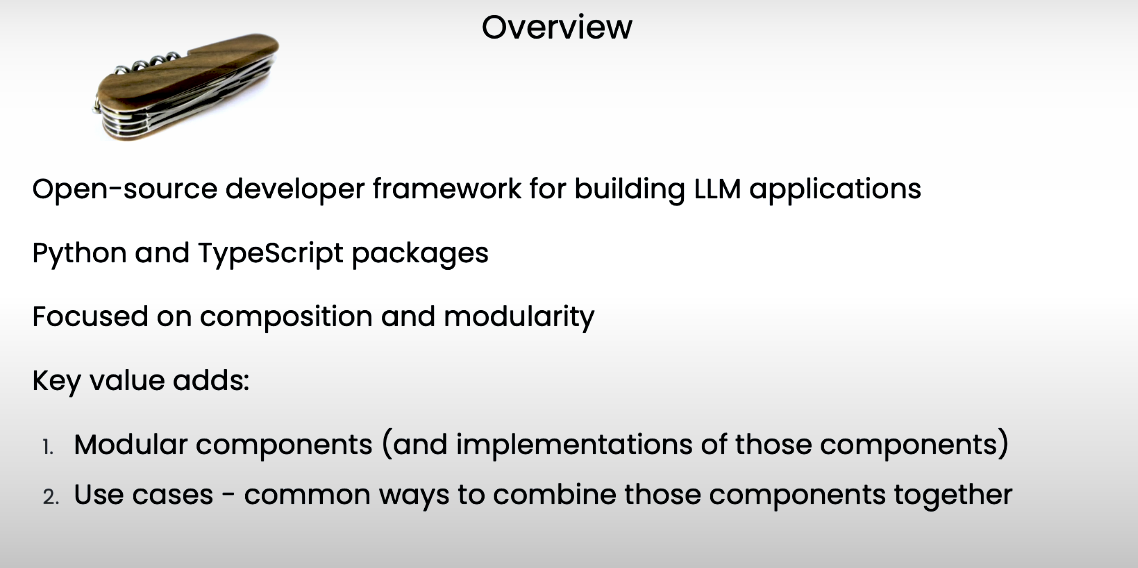 Overview
Open-source developer framework for building LLM applications
Python and TypeScript packages
Focused on composition and modularity
Key value adds:
1. Modular components (and implementations of those components)
2. Use cases - common ways to combine those components together